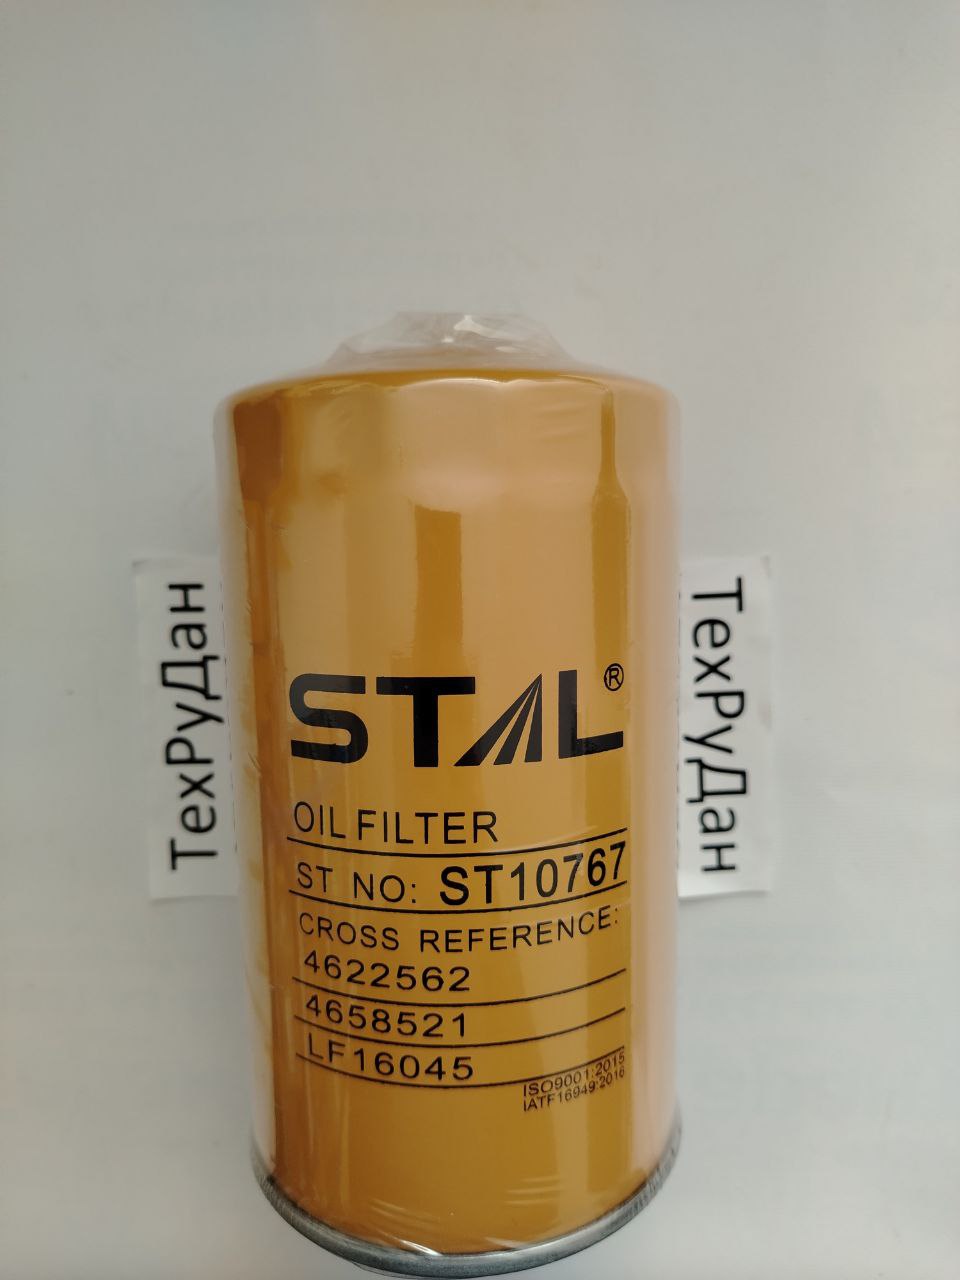 ТехРуДан
STAL®
OIL FILTER
ST NO: ST10767
CROSS REFERENCE:
4622562
4658521
LF16045
ISO9001:2015
IATF16949:2016
ТехРуДан